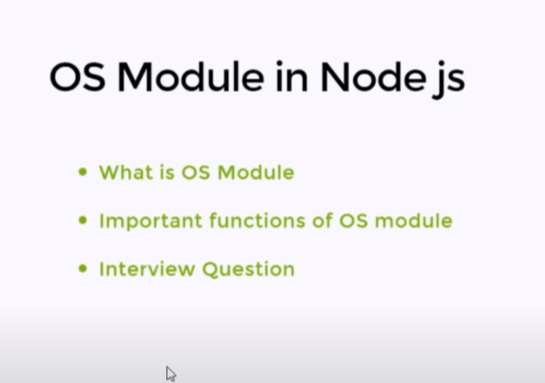 OS Module in Node js
What is OS Module
Important functions of OS module
Interview Question